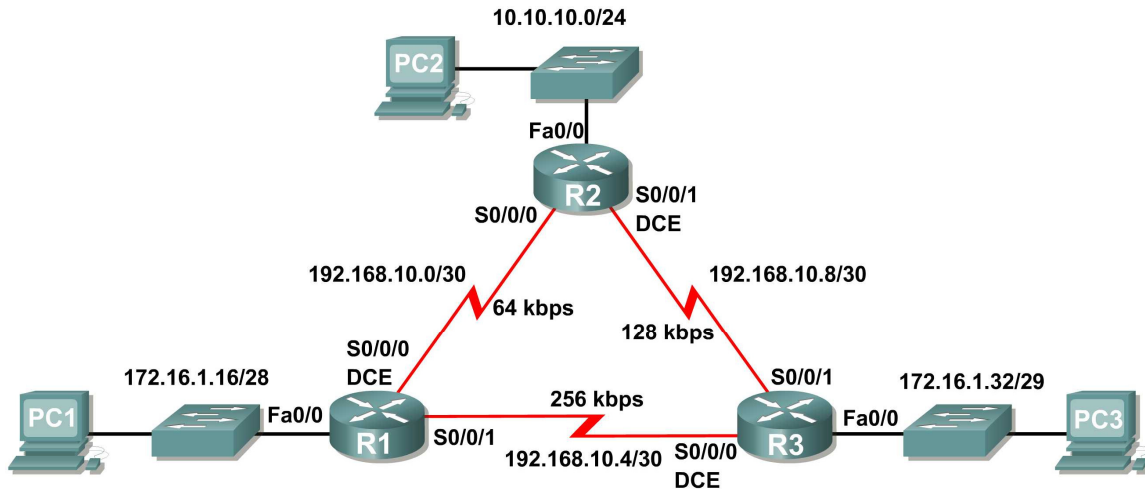 10.10.10.0/24
PC2
Fa0/0
R2
S0/0/1
DCE
S0/0/0
192.168.10.0/30
192.168.10.8/30
64 kbps
128 kbps
S0/0/0
DCE
S0/0/1
172.16.1.16/28
172.16.1.32/29
256 kbps
PC1
Fa0/0
R1
S0/0/1
192.168.10.4/30
S0/0/0
DCE
R3
Fa0/0
PC3